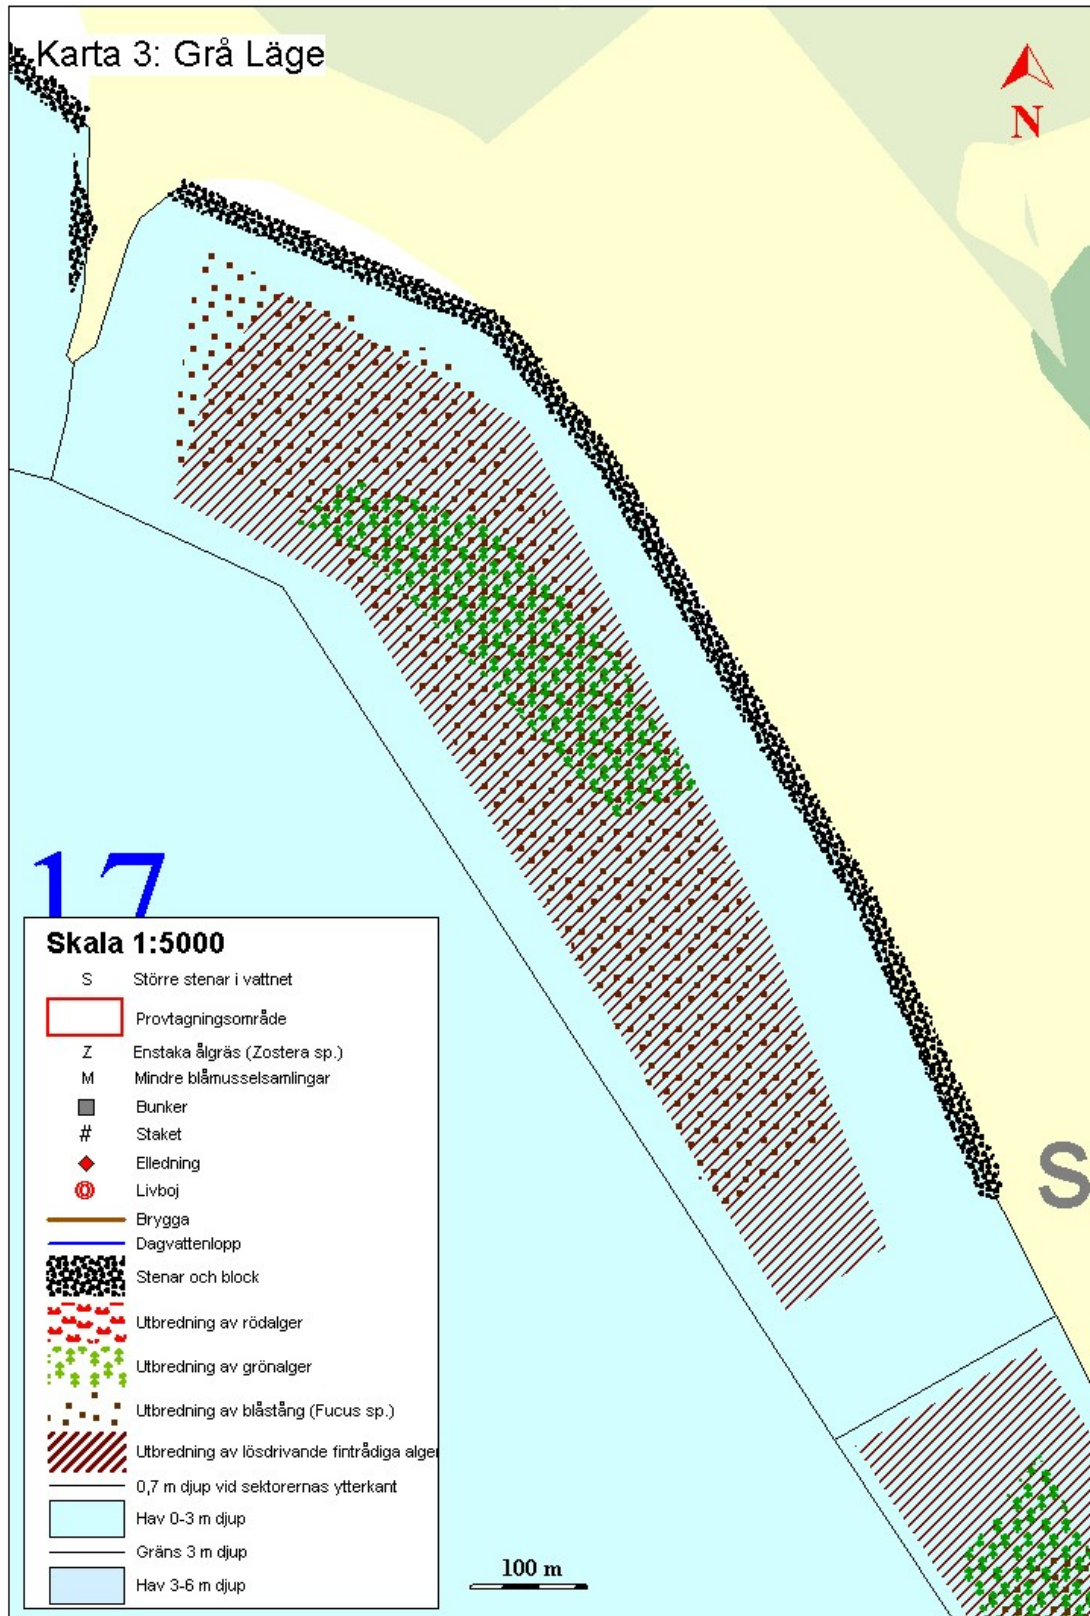 Karta 3: Grå Läge
N
17
Skala 1:5000
S Större stenar i vattnet
Provtagningsområde
Z Enstaka ålgräs (Zostera sp.)
M Mindre blåmusselsamlingar
Bunker
# Staket
Elledning
Livboj
Brygga
Dagvattenlopp
Stenar och block
Utbredning av rödalger
Utbredning av grönalger
Utbredning av blåstång (Fucus sp.)
Utbredning av lösdrivande fintrådiga alger
0,7 m djup vid sektorernas ytterkant
Hav 0-3 m djup
Gräns 3 m djup
Hav 3-6 m djup
100 m
S